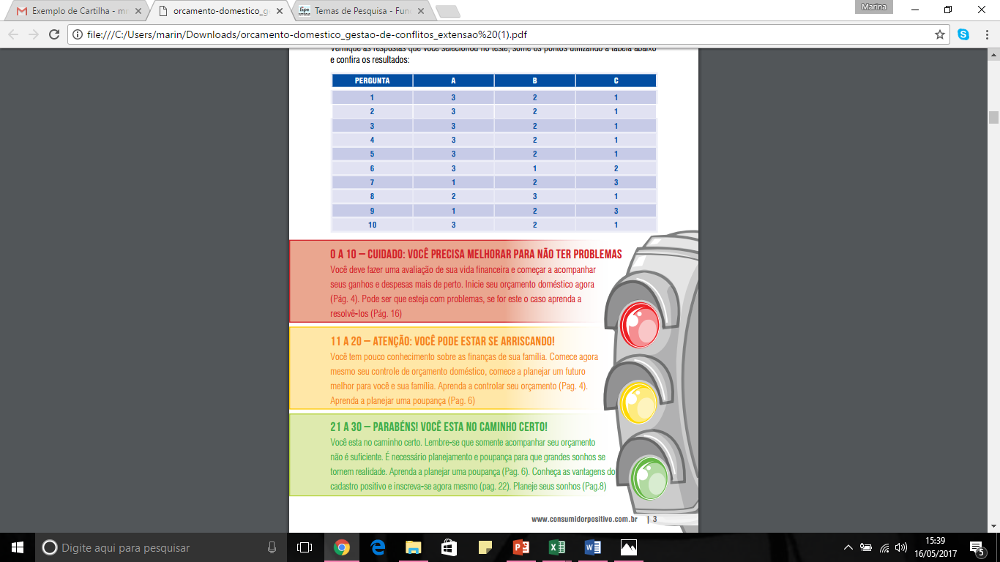 Marina
Exemplo de Cartilha - m
orcamento-domestico_g
Temas de Pesquisa - Fun
file:///C:/Users/marin/Downloads/orcamento-domestico_gestao-de-conflitos_extensao%20(1).pdf
Verifique as respostas que você selecionou no teste, some os pontos utilizando a tabela abaixo
e confira os resultados:
PERGUNTA A B C
1 3 2 1
2 3 2 1
3 3 2 1
4 3 2 1
5 3 2 1
6 3 1 2
7 1 2 3
8 2 3 1
9 1 2 3
10 3 2 1
0 A 10 – CUIDADO: VOCÊ PRECISA MELHORAR PARA NÃO TER PROBLEMAS
Você deve fazer uma avaliação de sua vida financeira e começar a acompanhar
seus ganhos e despesas mais de perto. Inicie seu orçamento doméstico agora
(Pág. 4). Pode ser que esteja com problemas, se for este o caso aprenda a
resolvê-los (Pág. 16)
11 A 20 – ATENÇÃO: VOCÊ PODE ESTAR SE ARRISCANDO!
Você tem pouco conhecimento sobre as finanças de sua família. Comece agora
mesmo seu controle de orçamento doméstico, comece a planejar um futuro
melhor para você e sua família. Aprenda a controlar seu orçamento (Pag. 4).
Aprenda a planejar uma poupança (Pag. 6)
21 A 30 – PARABÉNS! VOCÊ ESTA NO CAMINHO CERTO!
Você esta no caminho certo. Lembre-se que somente acompanhar seu orçamento
não é suficiente. É necessário planejamento e poupança para que grandes sonhos se
tornem realidade. Aprenda a planejar uma poupança (Pag. 6). Conheça as vantagens do
cadastro positivo e inscreva-se agora mesmo (pag. 22). Planeje seus sonhos (Pag.8)
www.consumidorpositivo.com.br | 3
Digite aqui para pesquisar
15:39
16/05/2017
5